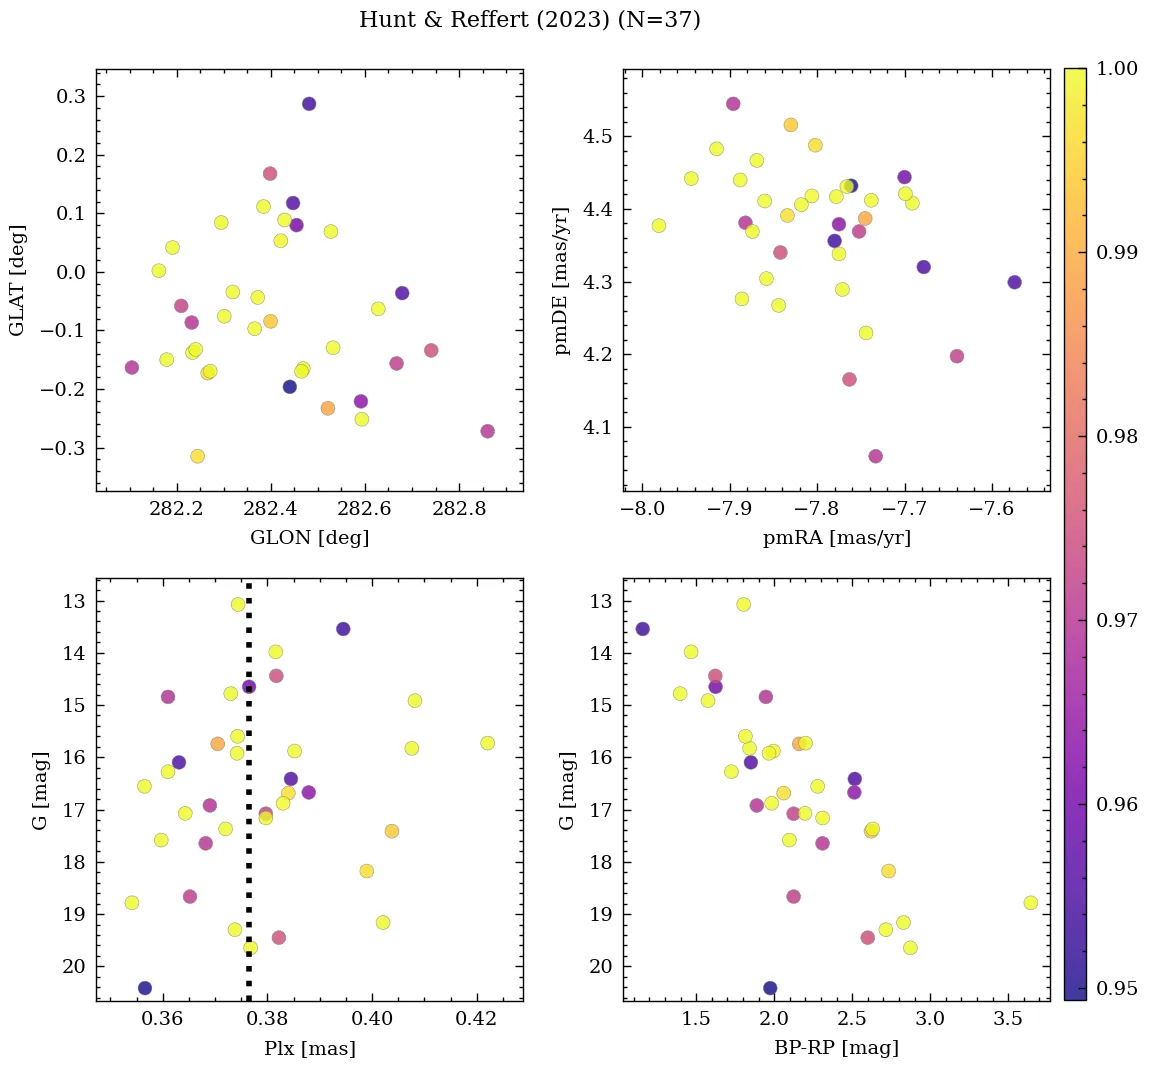 Hunt & Reffert (2023) (N=37)
0.3
0.2
0.1
0.0
−0.1
−0.2
−0.3
GLAT [deg]
282.2 282.4 282.6 282.8
GLON [deg]
4.5
4.4
4.3
4.2
4.1
pmDE [mas/yr]
−8.0 −7.9 −7.8 −7.7 −7.6
pmRA [mas/yr]
13
14
15
16
17
18
19
20
G [mag]
0.36 0.38 0.40 0.42
Plx [mas]
13
14
15
16
17
18
19
20
G [mag]
1.5 2.0 2.5 3.0 3.5
BP-RP [mag]
1.00
0.99
0.98
0.97
0.96
0.95